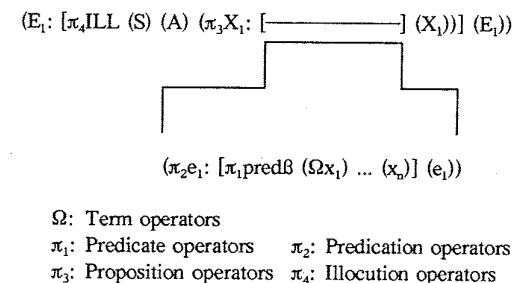 (E₁: [π₄ILL (S) (A) (π₃X₁: [————] (X₁))] (E₁))
(π₂e₁: [π₁predß (Ωx₁) ... (xₙ)] (e₁))
Ω: Term operators
π₁: Predicate operators π₂: Predication operators
π₃: Proposition operators π₄: Illocution operators